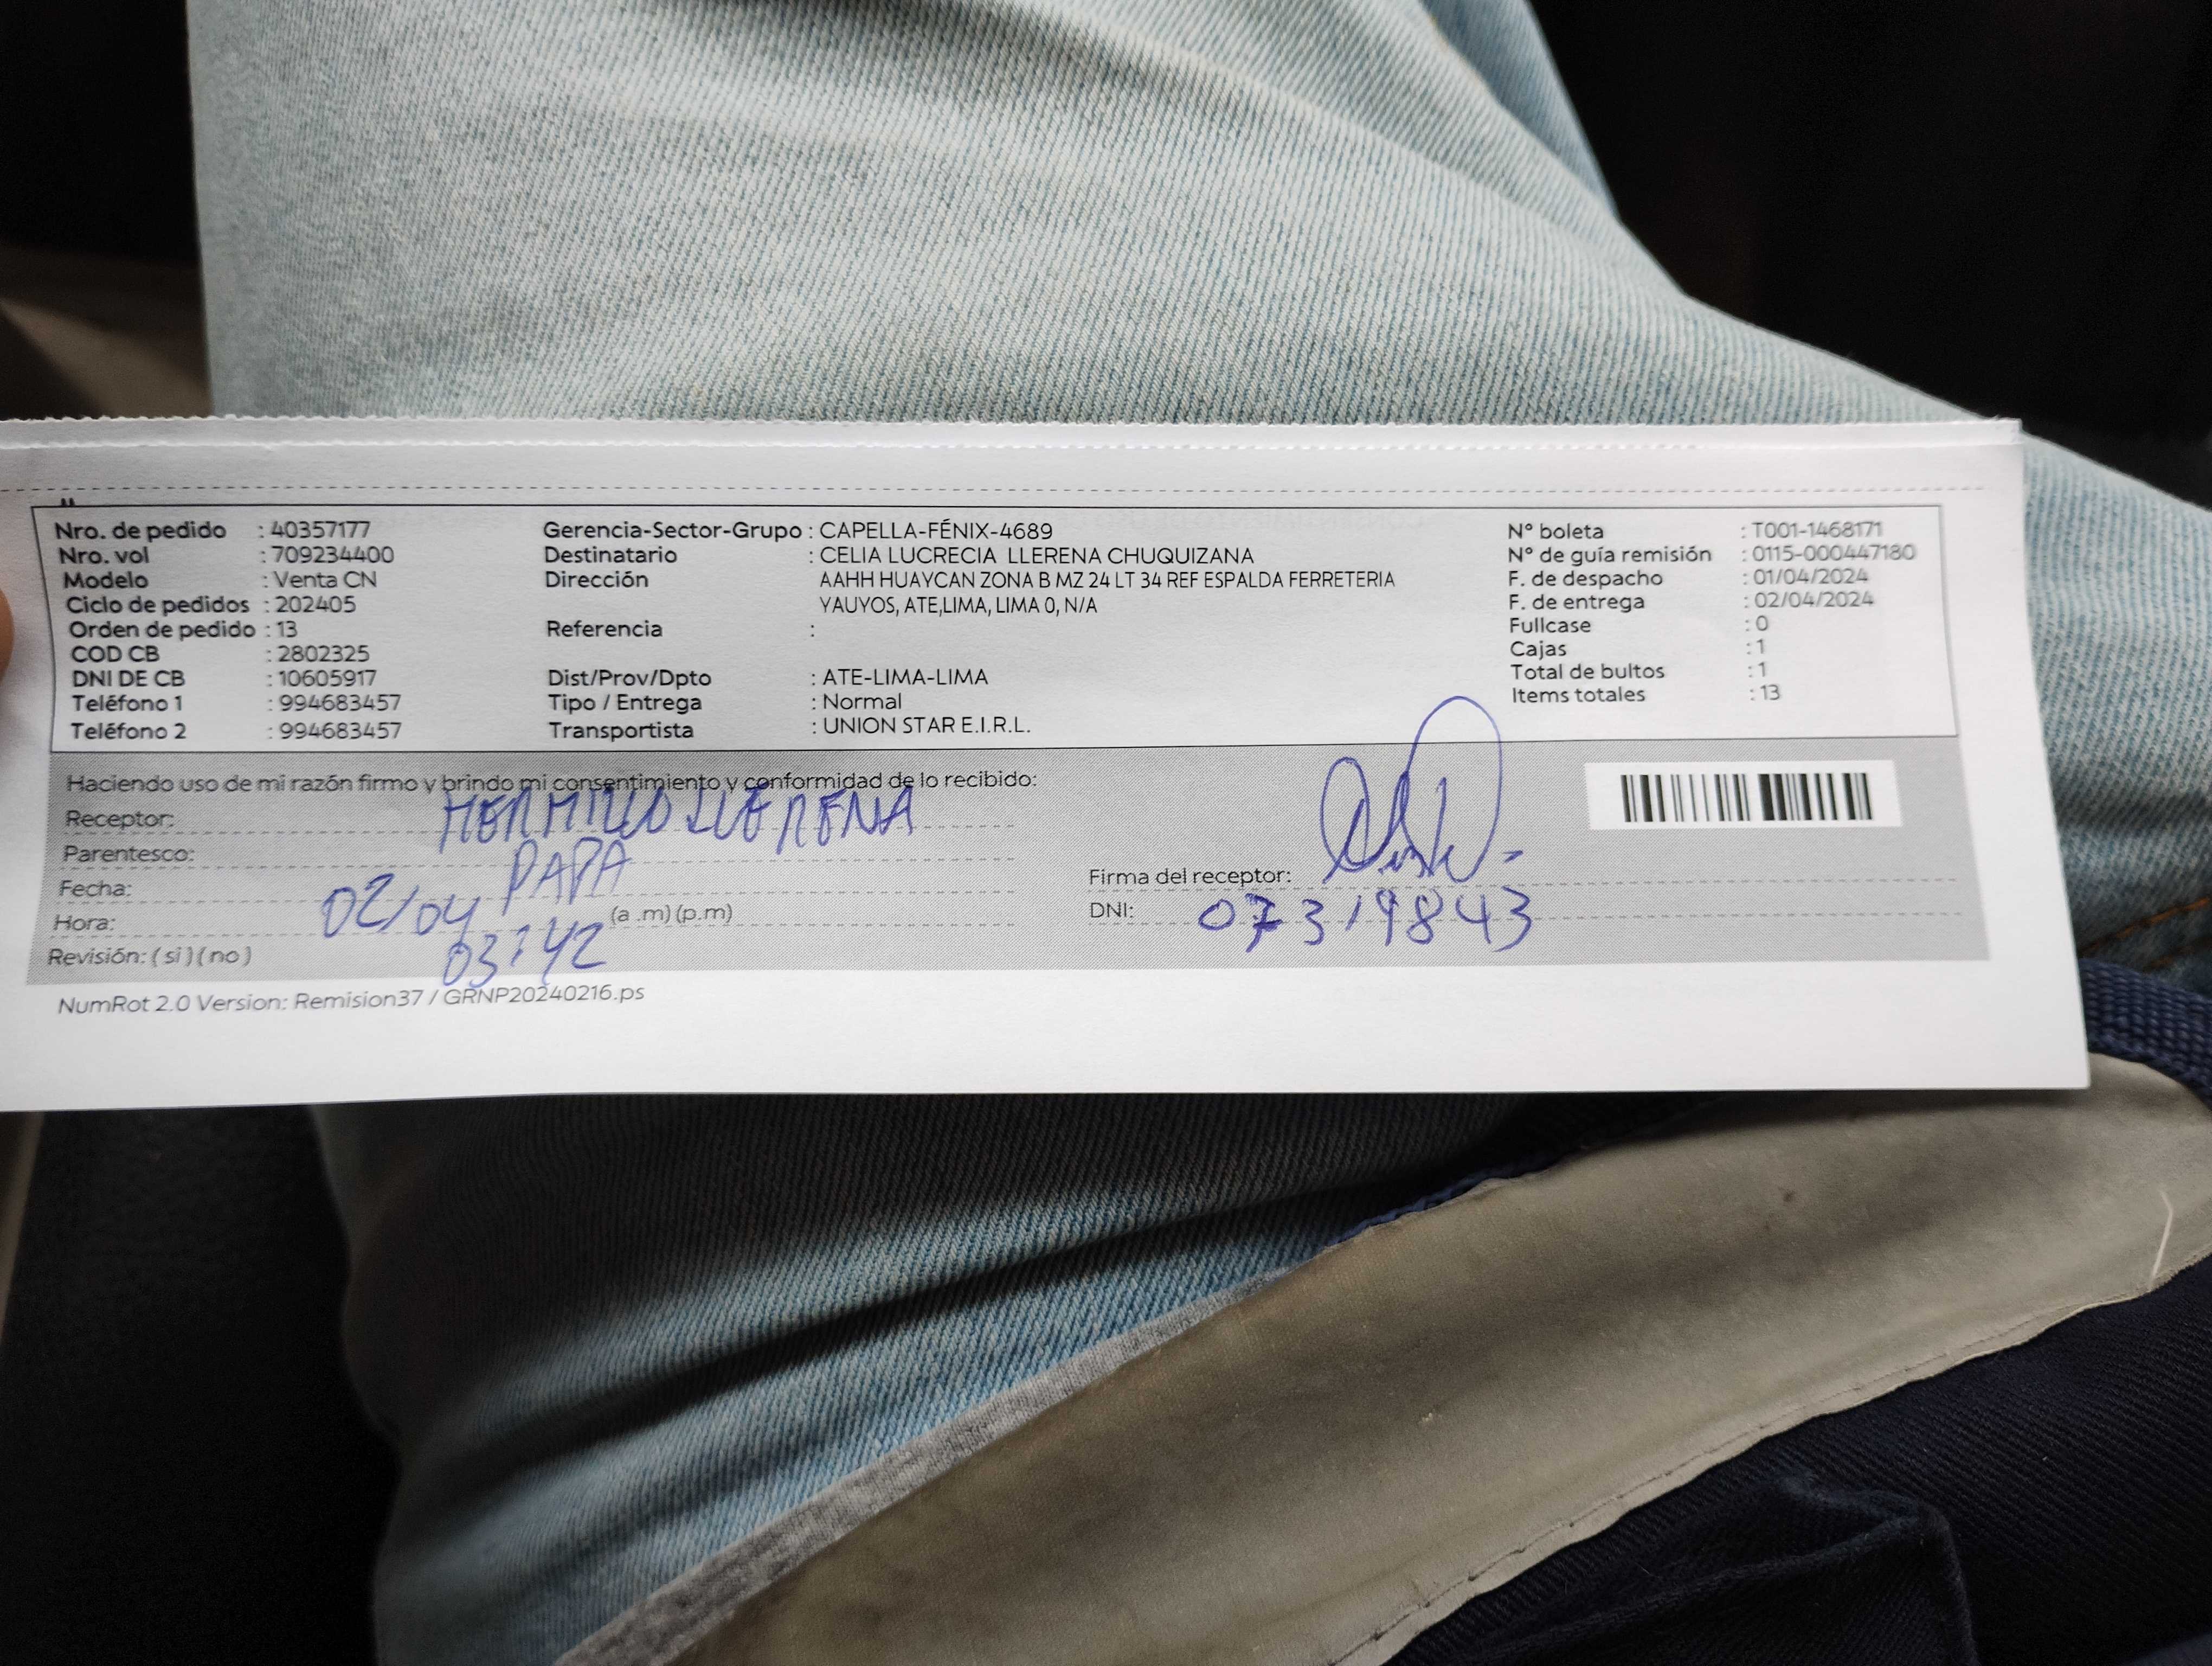 Nro. de pedido : 40357177
Nro. vol : 709234400
Modelo : Venta CN
Ciclo de pedidos : 202405
Orden de pedido : 13
COD CB : 2802325
DNI DE CB : 10605917
Teléfono 1 : 994683457
Teléfono 2 : 994683457
Gerencia-Sector-Grupo : CAPELLA-FÉNIX-4689
Destinatario : CELIA LUCRECIA LLERENA CHUQUIZANA
Dirección AAHH HUAYCAN ZONA B MZ 24 LT 34 REF ESPALDA FERRETERIA
YAUYOS, ATE,LIMA, LIMA 0, N/A
Referencia :
Dist/Prov/Dpto : ATE-LIMA-LIMA
Tipo / Entrega : Normal
Transportista : UNION STAR E.I.R.L.
N° boleta : T001-1468171
N° de guía remisión : 0115-000447180
F. de despacho : 01/04/2024
F. de entrega : 02/04/2024
Fullcase : 0
Cajas : 1
Total de bultos : 1
Items totales : 13
Haciendo uso de mi razón firmo y brindo mi consentimiento y conformidad de lo recibido:
Receptor: LLERENA
Parentesco: PAPA
Fecha: 02/04
Hora: 03:42 (a .m) (p.m)
Revisión: ( si ) ( no )
Firma del receptor:
DNI: 07319843
NumRot 2.0 Version: Remision37 / GRNP20240216.ps